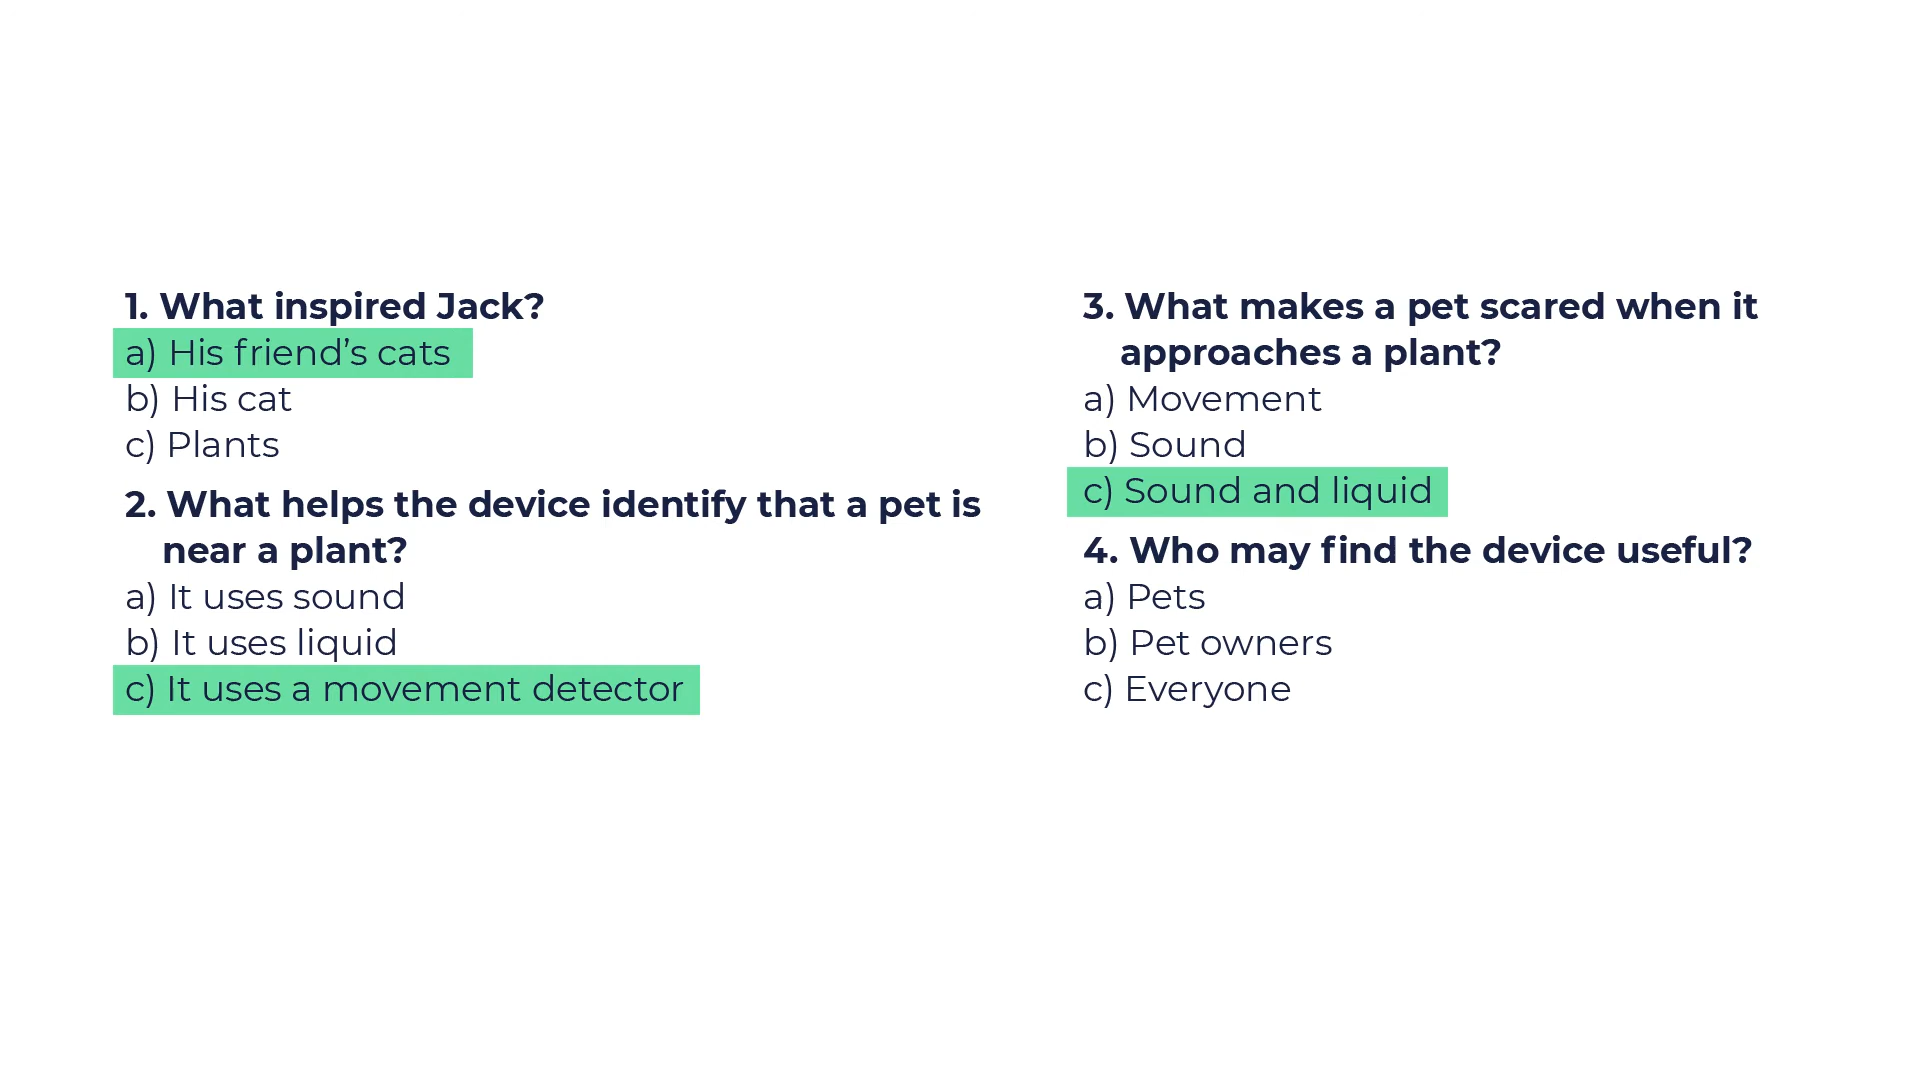 1. What inspired Jack?
a) His friend’s cats
b) His cat
c) Plants
2. What helps the device identify that a pet is
near a plant?
a) It uses sound
b) It uses liquid
c) It uses a movement detector
3. What makes a pet scared when it
approaches a plant?
a) Movement
b) Sound
c) Sound and liquid
4. Who may find the device useful?
a) Pets
b) Pet owners
c) Everyone